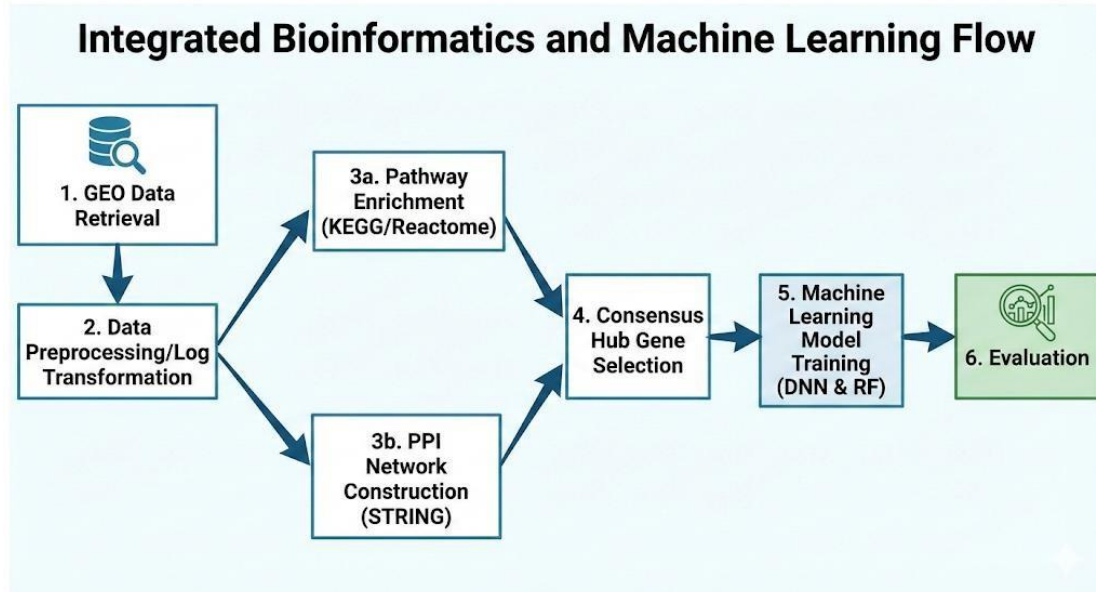 Integrated Bioinformatics and Machine Learning Flow
1. GEO Data
Retrieval
2. Data
Preprocessing/Log
Transformation
3a. Pathway
Enrichment
(KEGG/Reactome)
3b. PPI
Network
Construction
(STRING)
4. Consensus
Hub Gene
Selection
5. Machine
Learning
Model
Training
(DNN & RF)
6. Evaluation